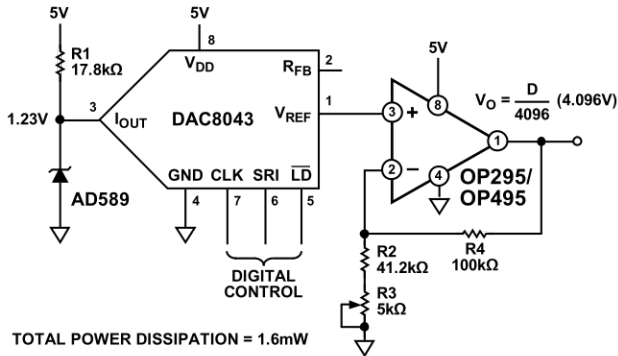 5V
5V
5V
R1
17.8kΩ
8
VDD
RFB
2
VO = D/4096 (4.096V)
1.23V
3
IOUT
DAC8043
VREF
1
3
+
8
1
2
−
4
OP295/
OP495
AD589
GND CLK SRI LD
4
7
6
5
R2
41.2kΩ
R4
100kΩ
DIGITAL
CONTROL
R3
5kΩ
TOTAL POWER DISSIPATION = 1.6mW